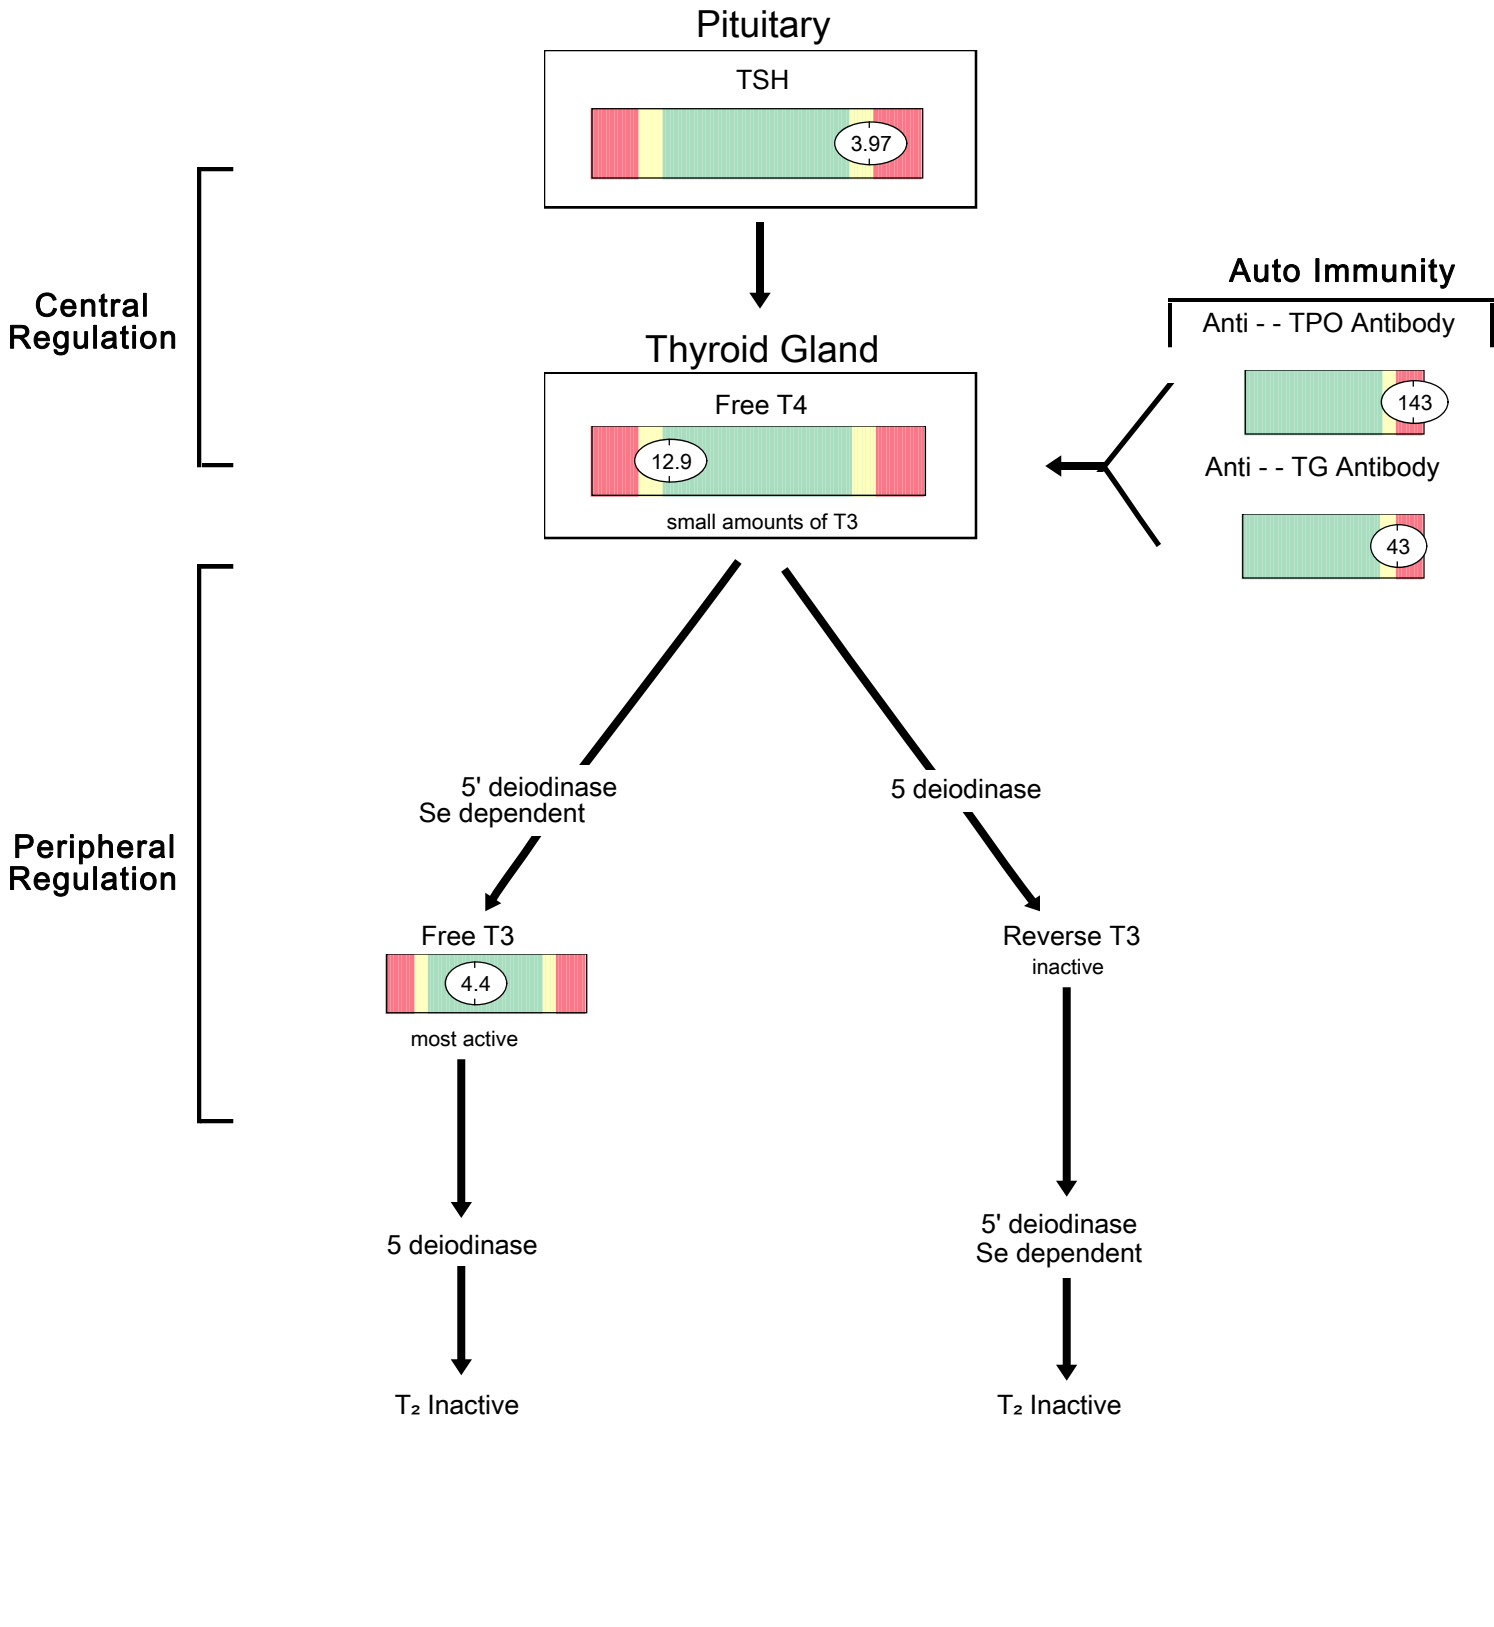 Pituitary
TSH
3.97
Central
Regulation
Auto Immunity
Anti - - TPO Antibody
143
Anti - - TG Antibody
43
Thyroid Gland
Free T4
12.9
small amounts of T3
Peripheral
Regulation
5' deiodinase
Se dependent
5 deiodinase
Free T3
4.4
most active
Reverse T3
inactive
5 deiodinase
5' deiodinase
Se dependent
T₂ Inactive
T₂ Inactive